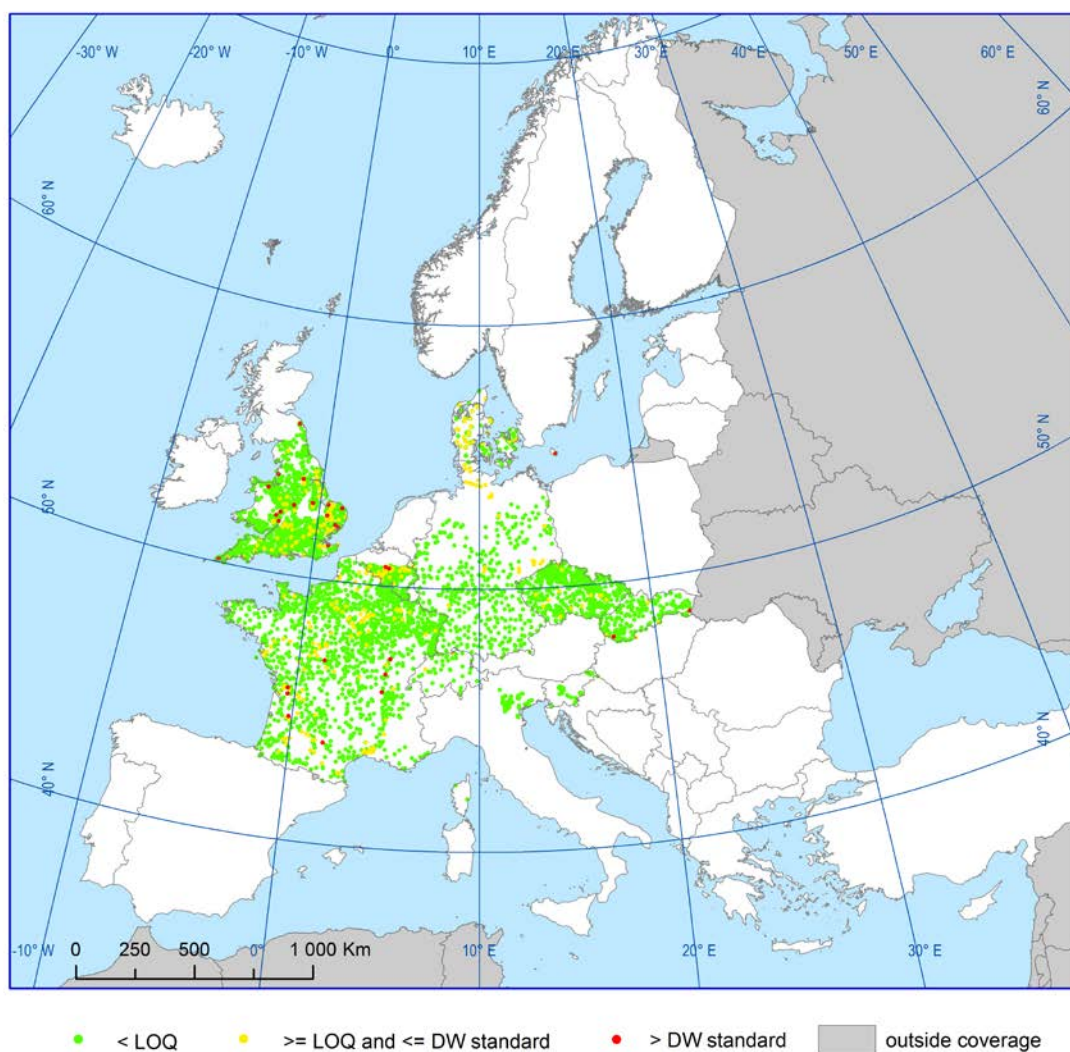 -30° W -20° W -10° W 0° 10° E 20° E 30° E 40° E 50° E 60° E
60° N
60° N
50° N
50° N
40° N
40° N
0 250 500 1 000 Km
-10° W 0° 10° E 20° E 30° E
< LOQ >= LOQ and <= DW standard > DW standard outside coverage